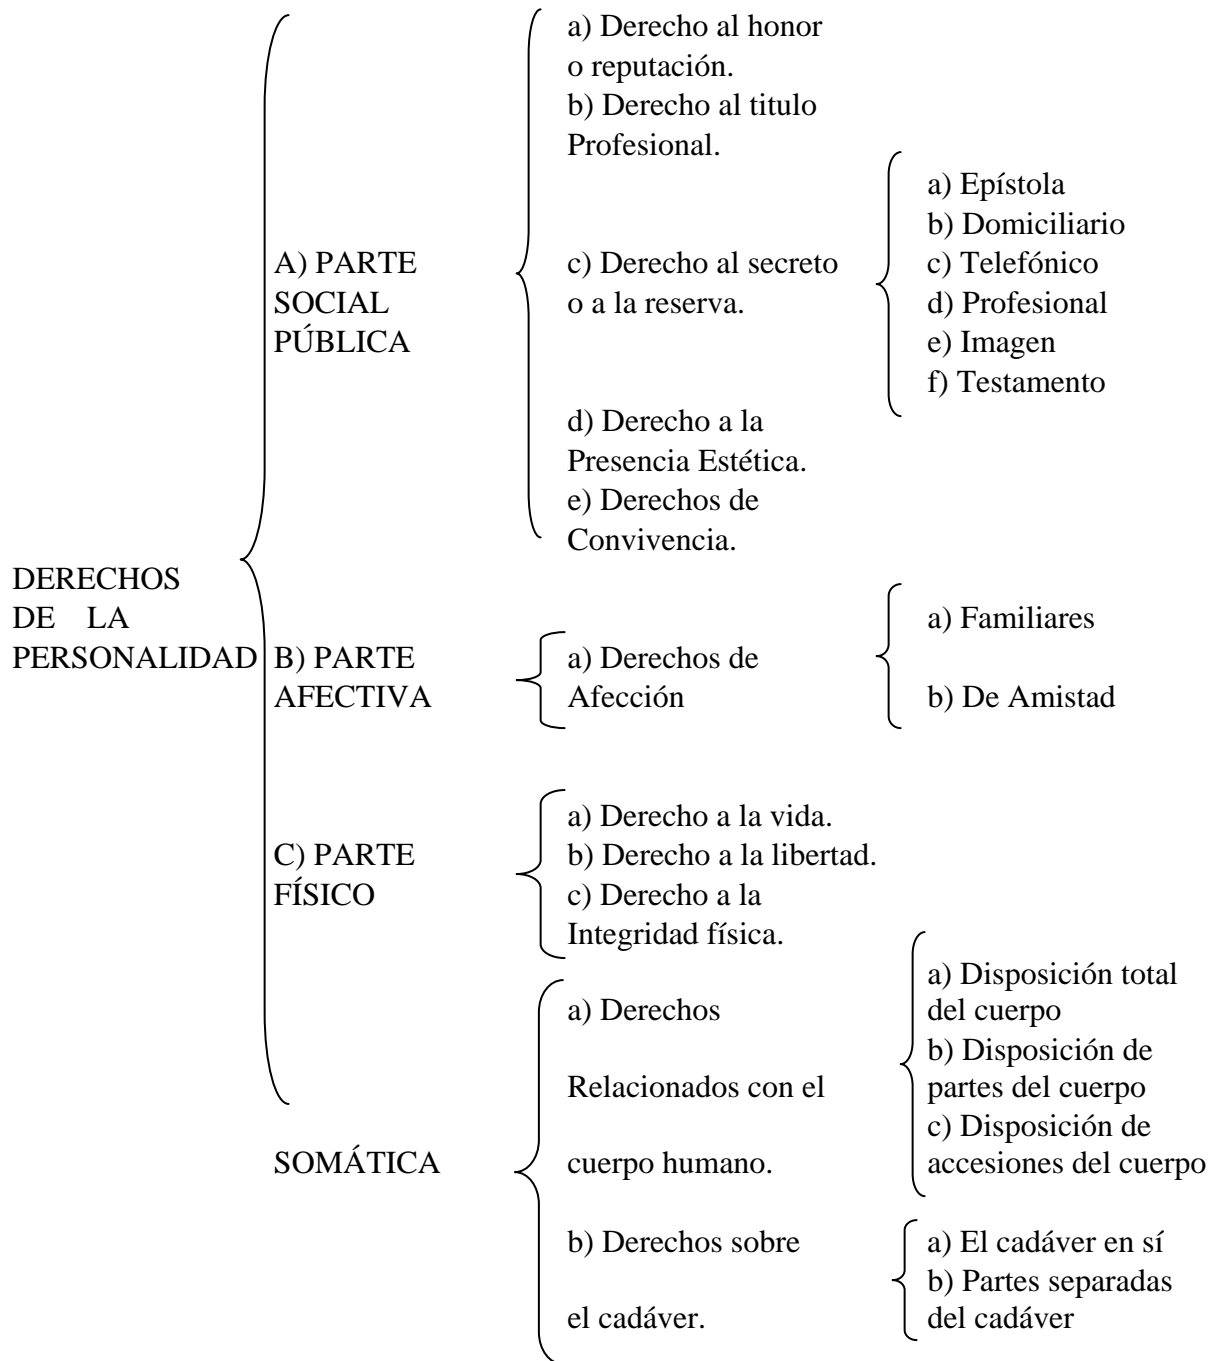 DERECHOS
DE LA
PERSONALIDAD
A) PARTE
SOCIAL
PÚBLICA
a) Derecho al honor
o reputación.
b) Derecho al titulo
Profesional.
c) Derecho al secreto
o a la reserva.
a) Epístola
b) Domiciliario
c) Telefónico
d) Profesional
e) Imagen
f) Testamento
d) Derecho a la
Presencia Estética.
e) Derechos de
Convivencia.
B) PARTE
AFECTIVA
a) Derechos de
Afección
a) Familiares
b) De Amistad
C) PARTE
FÍSICO
a) Derecho a la vida.
b) Derecho a la libertad.
c) Derecho a la
Integridad física.
SOMÁTICA
a) Derechos
Relacionados con el
cuerpo humano.
a) Disposición total
del cuerpo
b) Disposición de
partes del cuerpo
c) Disposición de
accesiones del cuerpo
b) Derechos sobre
el cadáver.
a) El cadáver en sí
b) Partes separadas
del cadáver